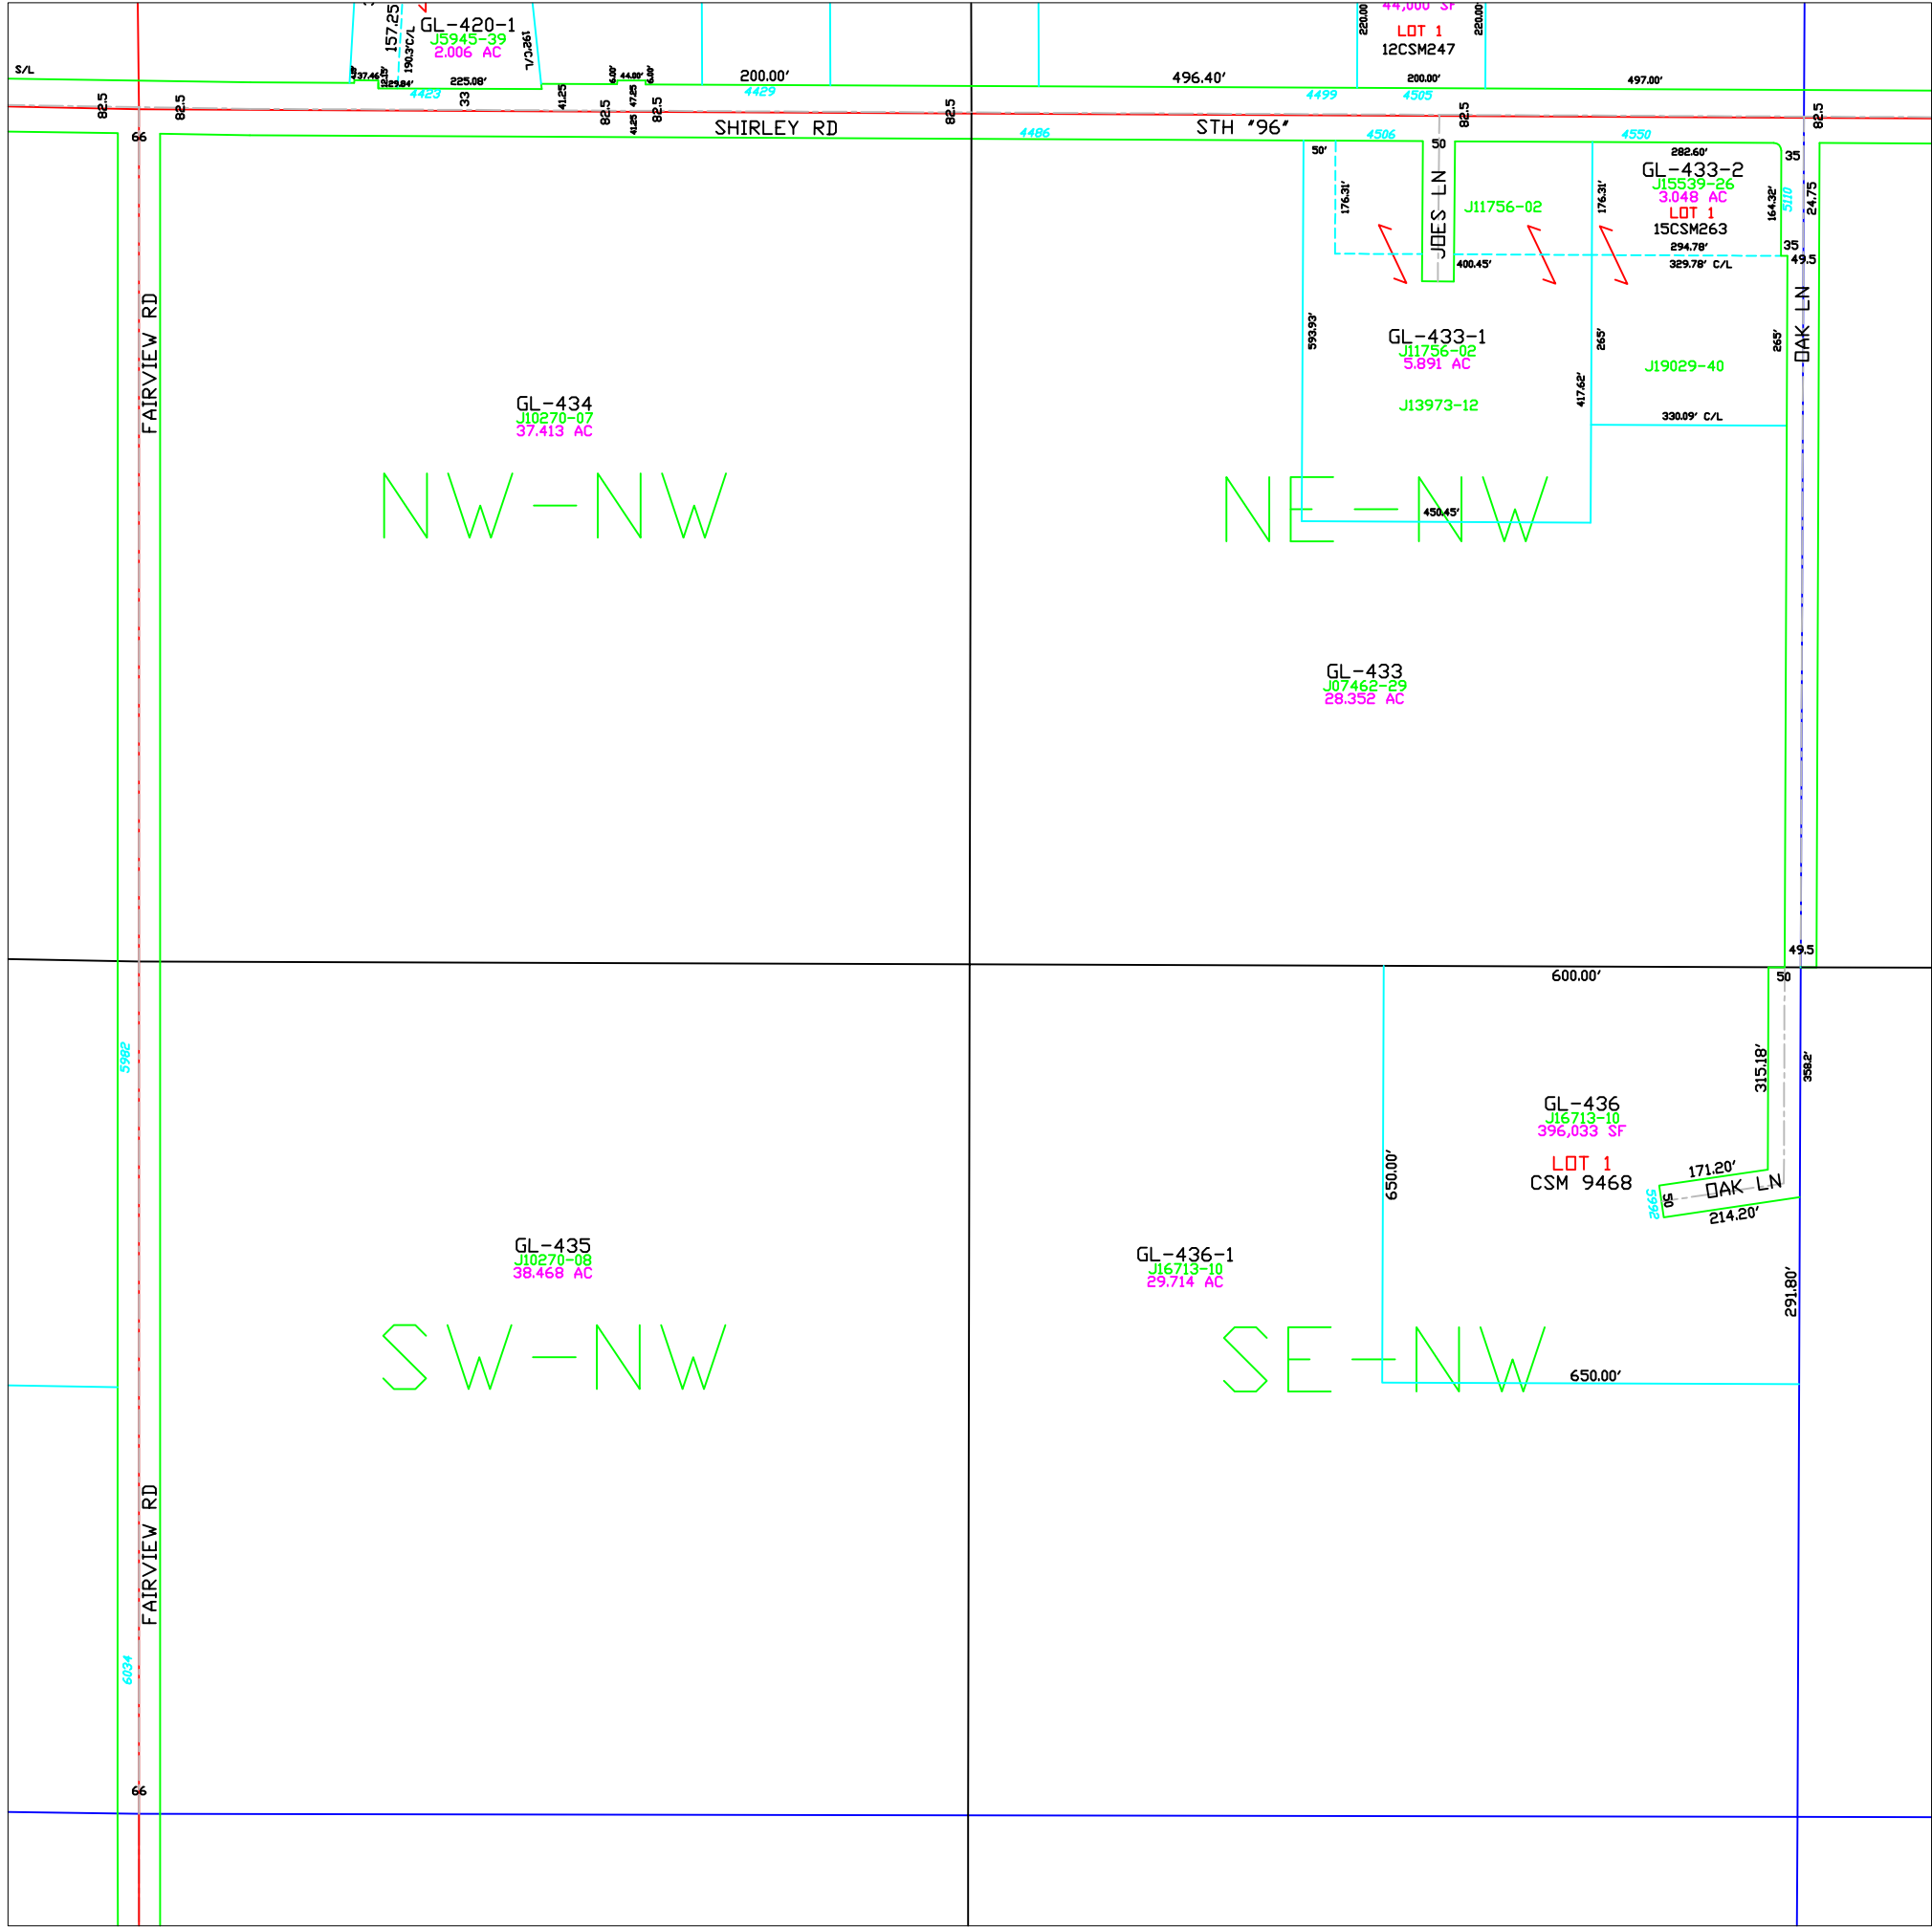 157.25
190.3'C/L
GL-420-1
J5945-39
2.006 AC
192'C/L
220.00'
44,000 SF
220.00'
LOT 1
12CSM247
S/L
137.46'
129.84'
225.08'
6.00'
44.00'
6.00'
200.00'
496.40'
200.00'
497.00'
4423
33
4429
4499
4505
82.5
82.5
41.25
82.5
47.25
82.5
82.5
82.5
82.5
66
41.25
SHIRLEY RD
4486
STH "96"
4506
4550
50'
50
282.60'
35
176.31'
JOES LN
J11756-02
176.31'
GL-433-2
J15539-26
3.048 AC
LOT 1
15CSM263
164.32'
5110
24.75
294.78'
35
400.45'
329.78' C/L
49.5
FAIRVIEW RD
593.93'
GL-433-1
J11756-02
5.891 AC
J13973-12
265'
417.62'
J19029-40
265'
OAK LN
330.09' C/L
GL-434
J10270-07
37.413 AC
NW-NW
NE-NW
450.45'
GL-433
J07462-29
28.352 AC
49.5
600.00'
50
5982
315.18'
358.2'
GL-436
J16713-10
396,033 SF
LOT 1
CSM 9468
650.00'
171.20'
OAK LN
5992
50
214.20'
GL-435
J10270-08
38.468 AC
GL-436-1
J16713-10
29.714 AC
291.80'
SW-NW
SE-NW
650.00'
FAIRVIEW RD
6034
66